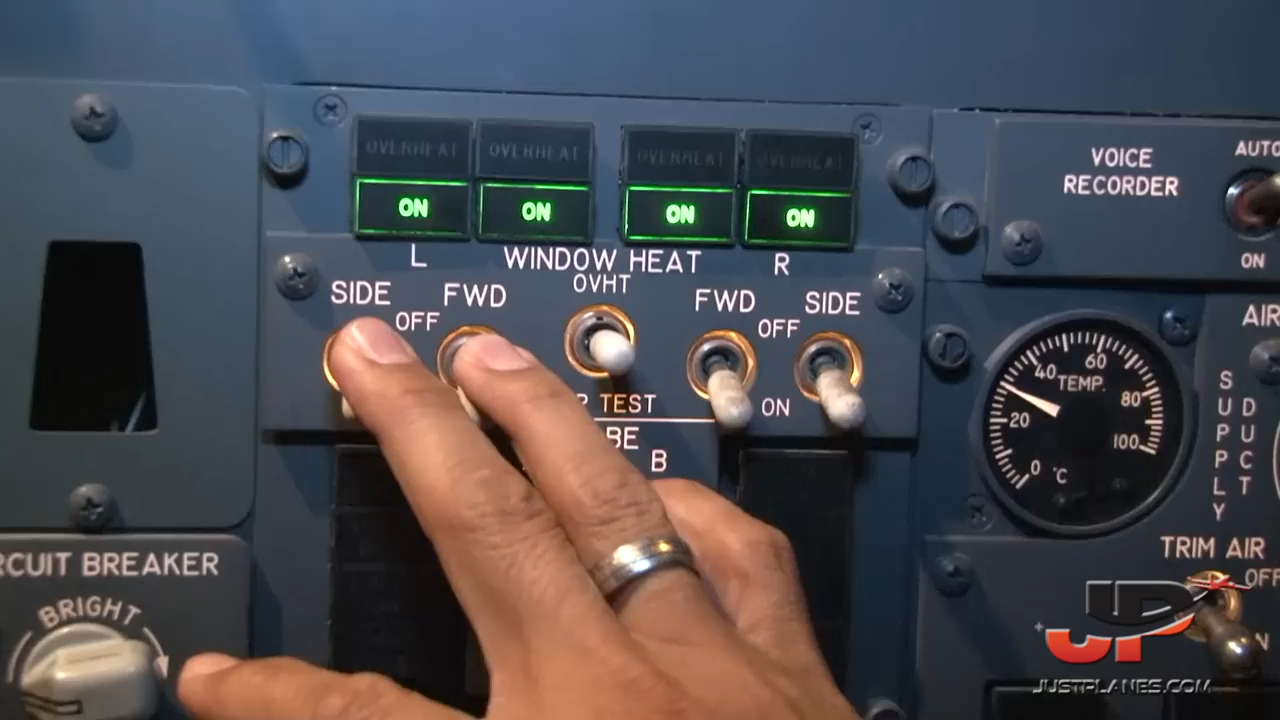 OVERHEAT OVERHEAT OVERHEAT OVERHEAT
ON ON ON ON
L WINDOW HEAT R
OVHT
SIDE FWD FWD SIDE
OFF OFF
TEST ON
B
VOICE
RECORDER
AUTO
ON
TEMP.
0 20 40 60 80 100
°C
AIR
SUPPLY
DUCT
TRIM AIR
OFF
CIRCUIT BREAKER
BRIGHT
JP
JUSTPLANES.COM